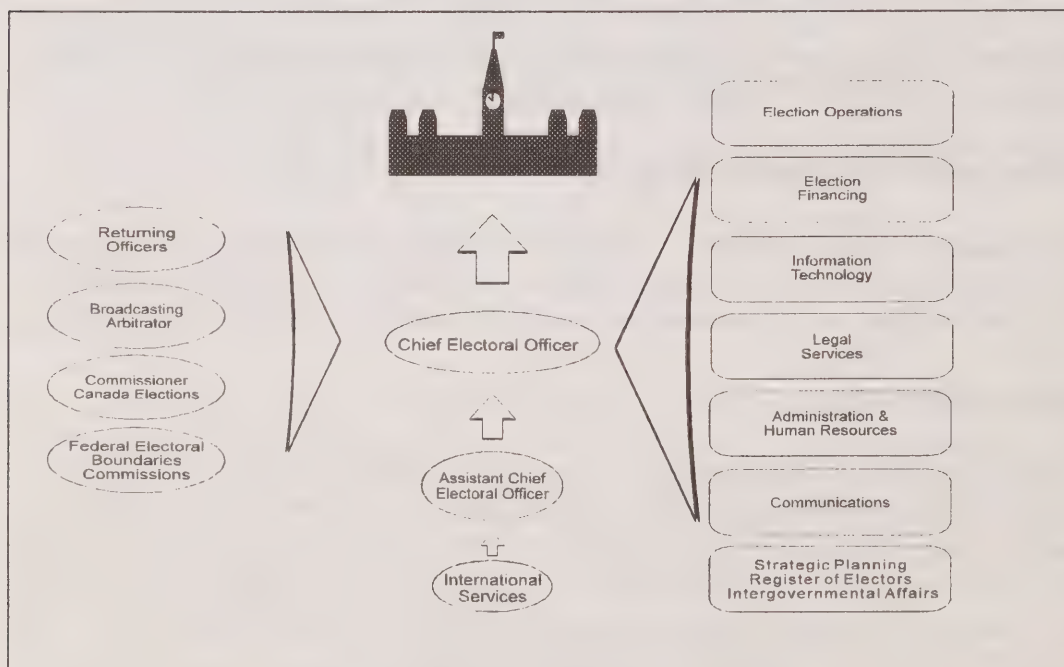 Returning
Officers
Broadcasting
Arbitrator
Commissioner
Canada Elections
Federal Electoral
Boundaries
Commissions
Chief Electoral Officer
Assistant Chief
Electoral Officer
International
Services
Election Operations
Election
Financing
Information
Technology
Legal
Services
Administration &
Human Resources
Communications
Strategic Planning
Register of Electors
Intergovernmental Affairs